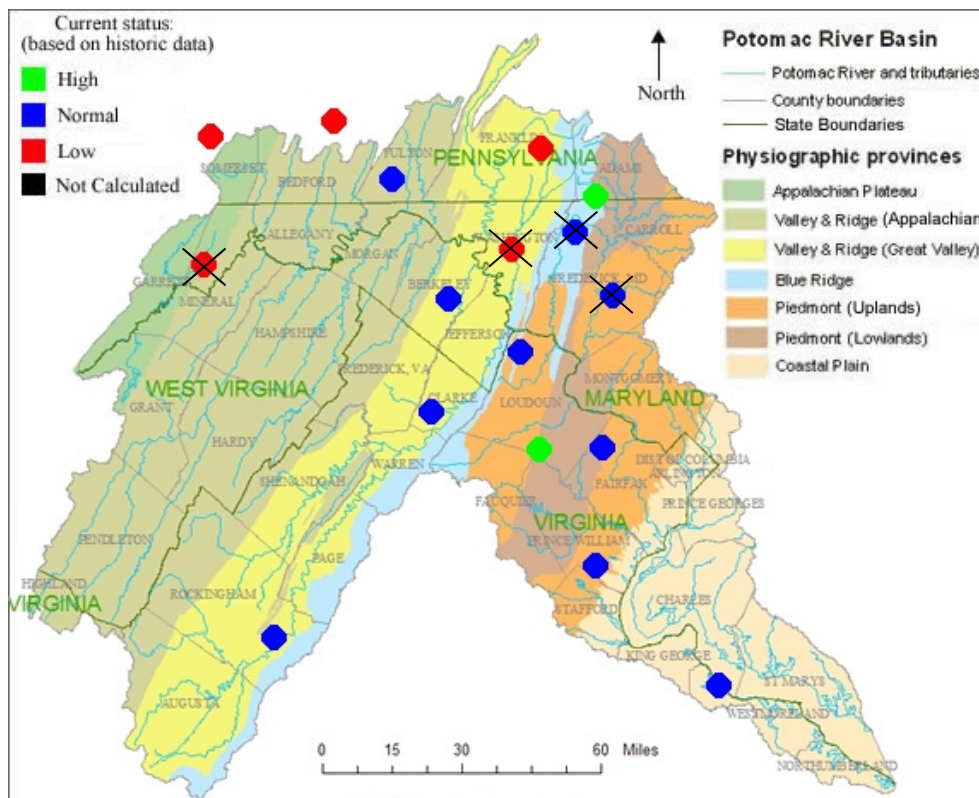 Current status:
(based on historic data)
High
Normal
Low
Not Calculated
North
Potomac River Basin
Potomac River and tributaries
County boundaries
State Boundaries
Physiographic provinces
Appalachian Plateau
Valley & Ridge (Appalachian)
Valley & Ridge (Great Valley)
Blue Ridge
Piedmont (Uplands)
Piedmont (Lowlands)
Coastal Plain
FRANKLIN
FULTON
PENNSYLVANIA
SOMERSET
BEDFORD
ADAMS
ALLEGANY
CARROLL
MORGAN
GARRETT
FREDERICK, MD
BERKELEY
MINERAL
HAMPSHIRE
JEFFERSON
FREDERICK, VA
MONTGOMERY
WEST VIRGINIA
MARYLAND
CLARKE
LOUDOUN
GRANT
HARDY
WARREN
DIST OF COLUMBIA
ARLINGTON
SHENANDOAH
FAIRFAX
FAUQUIER
PRINCE GEORGES
VIRGINIA
PRINCE WILLIAM
PENDLETON
PAGE
HIGHLAND
ROCKINGHAM
VIRGINIA
CHARLES
STAFFORD
KING GEORGE
ST MARYS
AUGUSTA
WESTMORELAND
NORTHUMBERLAND
0 15 30 60 Miles